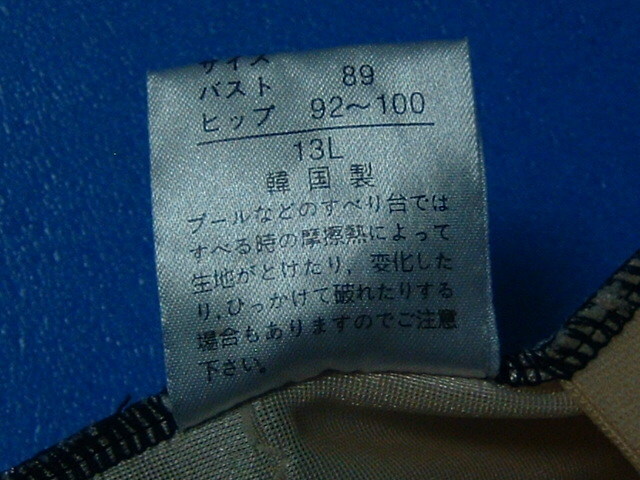 サイズ
バスト 89
ヒップ 92〜100
13L
韓国製
プールなどのすべり台では
すべる時の摩擦熱によって
生地がとけたり，変化した
り，ひっかけて破れたりする
場合もありますのでご注意
下さい。